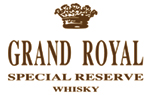 GRAND ROYAL
SPECIAL RESERVE
WHISKY